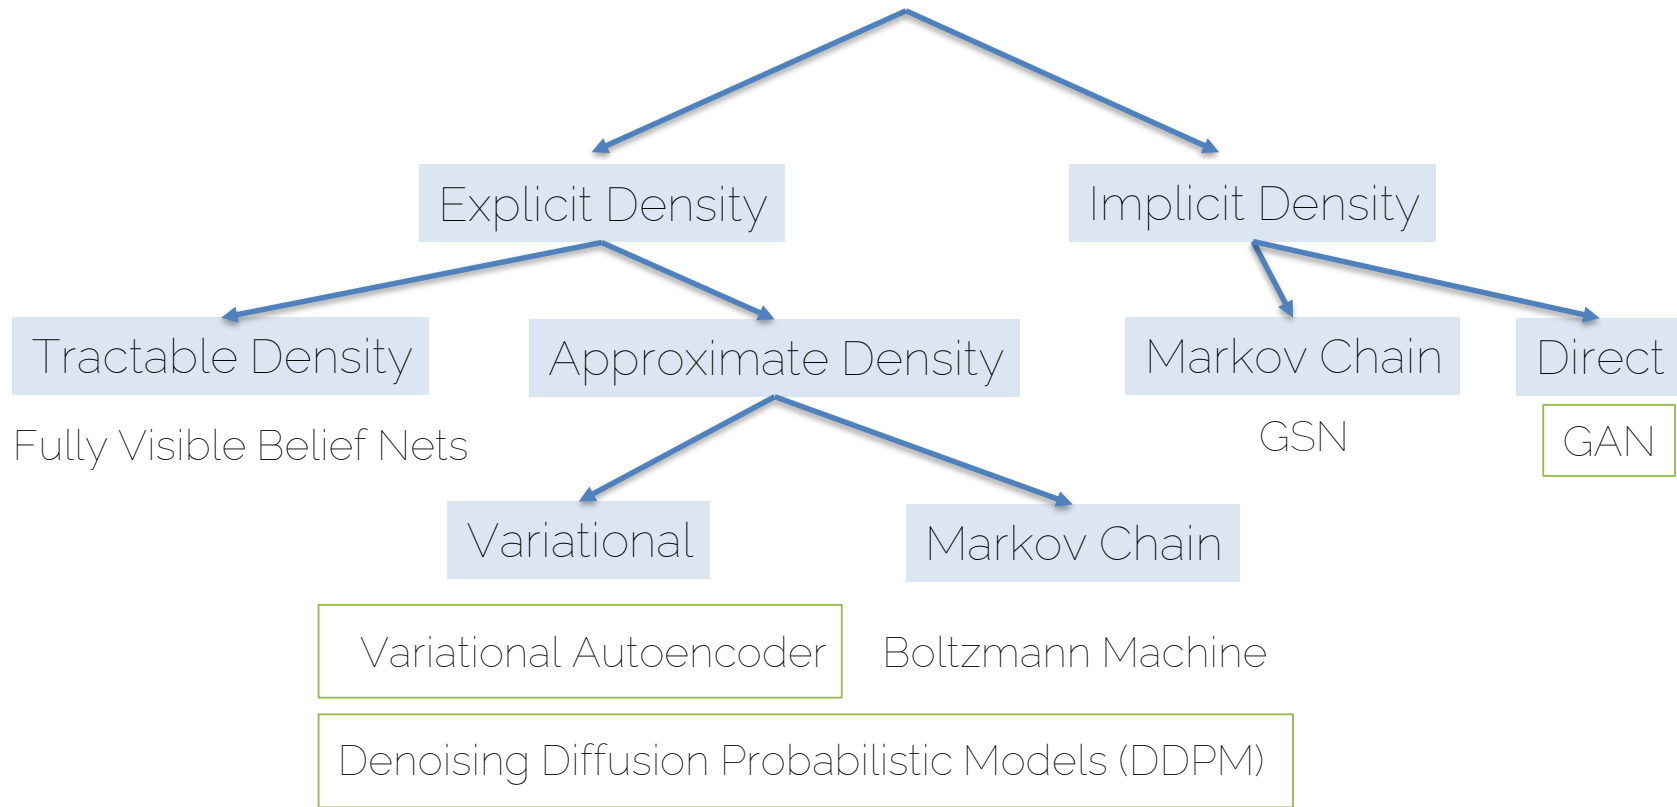 Explicit Density
Implicit Density
Tractable Density
Approximate Density
Markov Chain
Direct
Fully Visible Belief Nets
GSN
GAN
Variational
Markov Chain
Variational Autoencoder
Boltzmann Machine
Denoising Diffusion Probabilistic Models (DDPM)